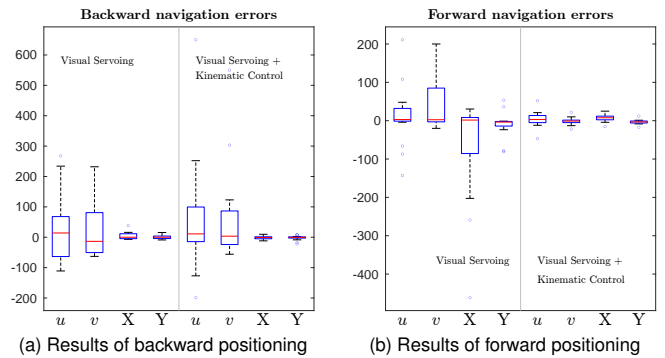 Backward navigation errors
Visual Servoing
Visual Servoing +
Kinematic Control
600
500
400
300
200
100
0
-100
-200
u v X Y u v X Y
(a) Results of backward positioning
Forward navigation errors
200
100
0
-100
-200
-300
-400
Visual Servoing
Visual Servoing +
Kinematic Control
u v X Y u v X Y
(b) Results of forward positioning